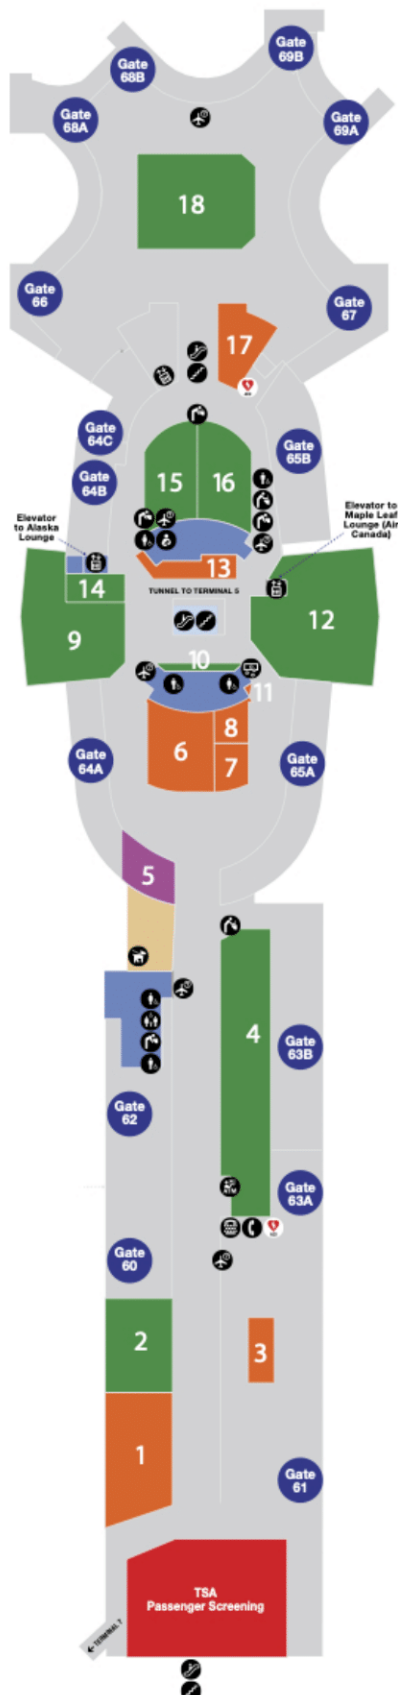 Gate
69B
Gate
68B
Gate
68A
Gate
69A
18
Gate
66
Gate
67
17
Gate
64C
Gate
65B
Gate
64B
15
16
Elevator
to Alaska
Lounge
Elevator to
Maple Leaf
Lounge (Air
Canada)
13
TUNNEL TO TERMINAL 5
14
9
12
10
11
6
8
7
Gate
64A
Gate
65A
5
4
Gate
63B
Gate
62
Gate
63A
ATM
Gate
60
2
3
1
Gate
61
TSA
Passenger Screening
TERMINAL 7